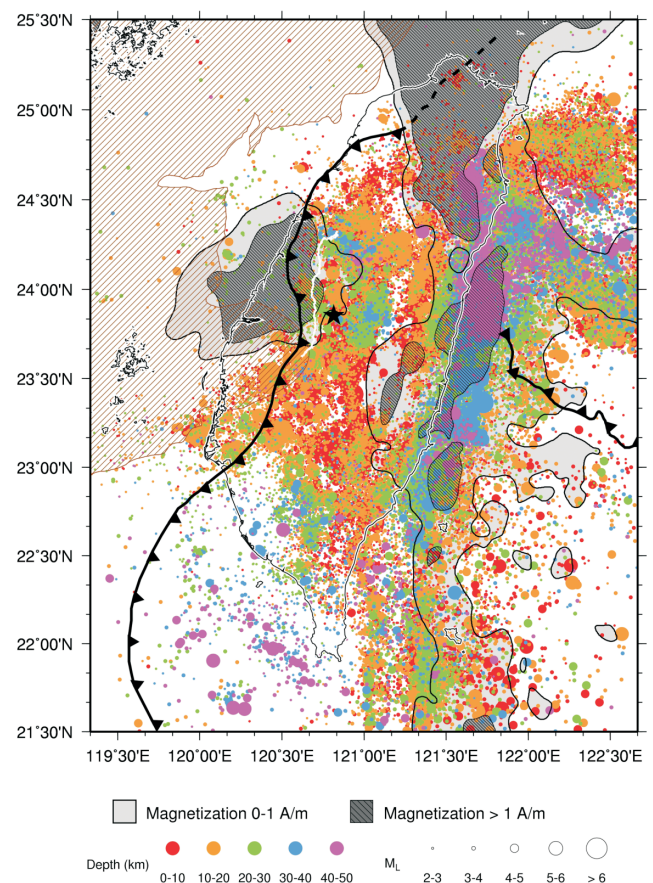 25°30'N
25°00'N
24°30'N
24°00'N
23°30'N
23°00'N
22°30'N
22°00'N
21°30'N
119°30'E 120°00'E 120°30'E 121°00'E 121°30'E 122°00'E 122°30'E
Magnetization 0-1 A/m Magnetization > 1 A/m
Depth (km) 0-10 10-20 20-30 30-40 40-50 ML 2-3 3-4 4-5 5-6 > 6